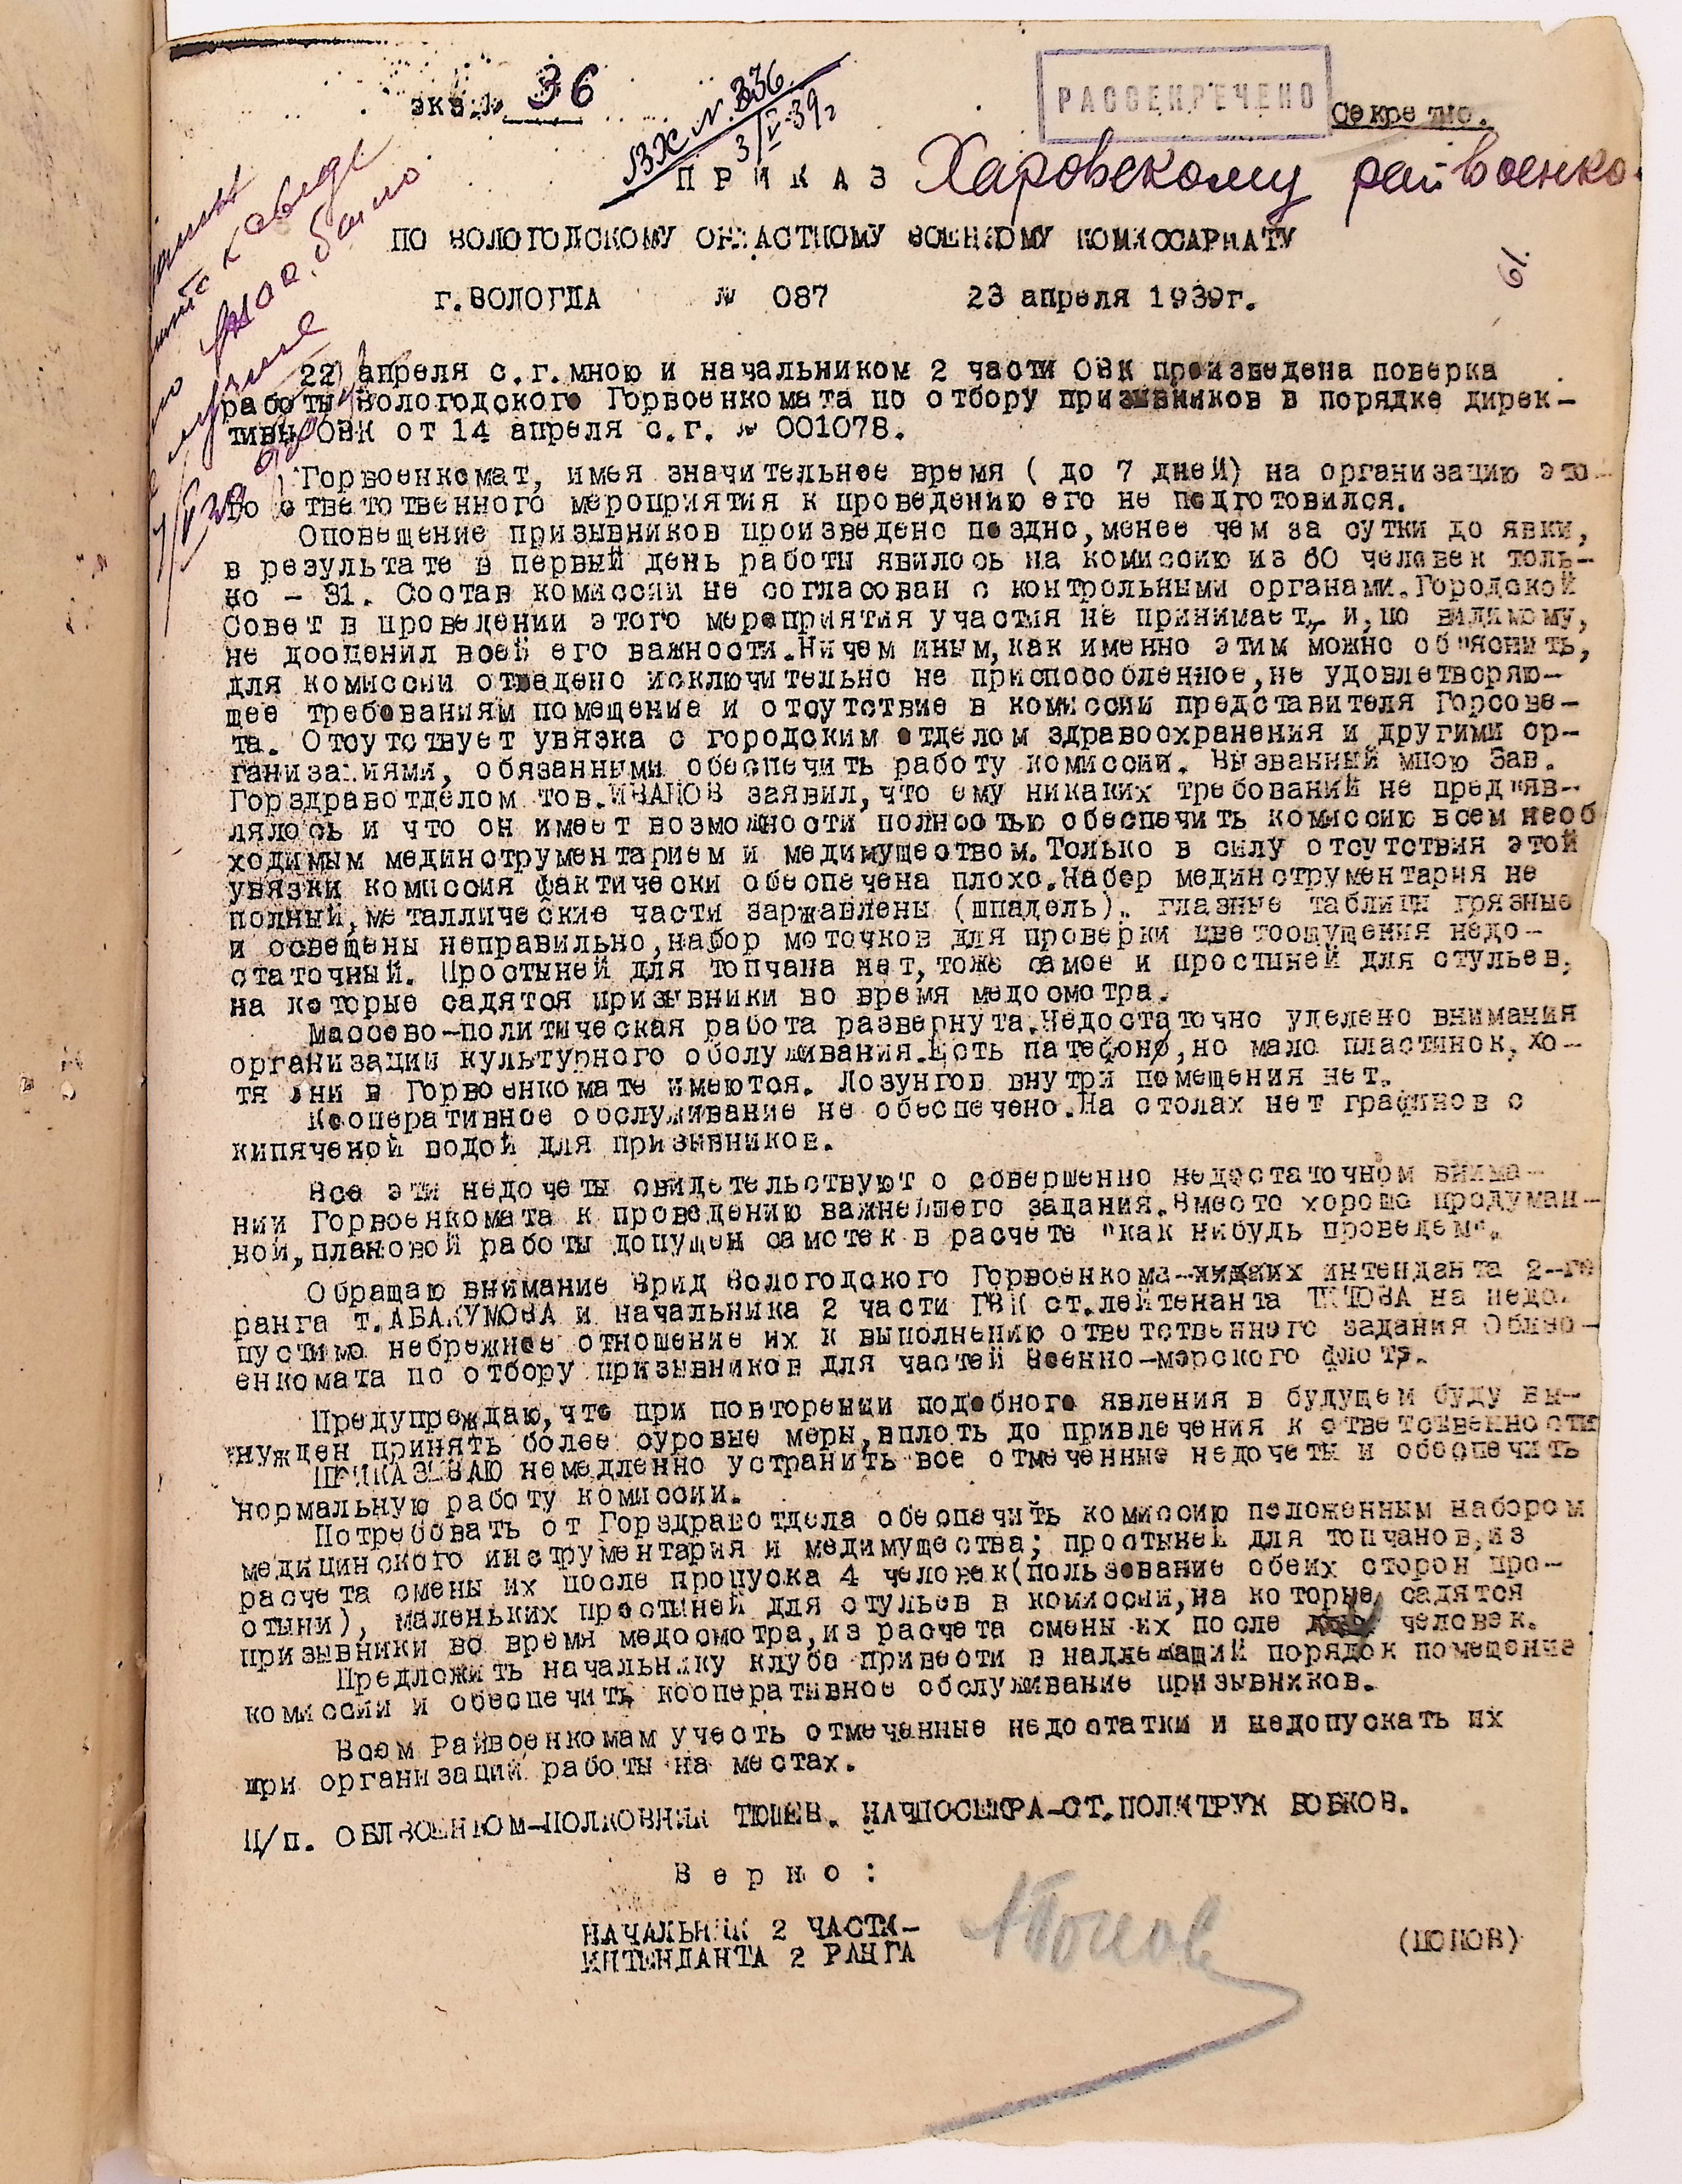 экз.№ 36
Вх N. 336
3/V-39г
РАССЕКРЕЧЕНО
Секретно.
ПРИКАЗ Харовскому райвоенко
ПО ВОЛОГОДСКОМУ ОБЛАСТНОМУ ВОЕННОМУ КОМИССАРИАТУ
г.ВОЛОГДА № 087 23 апреля 1939г.
22 апреля с.г.мною и начальником 2 части ОВК произведена поверка
работы Вологодского Горвоенкомата по отбору призывников в порядке дирек-
тивы ОВК от 14 апреля с.г. № 001078.
Горвоенкомат, имея значительное время ( до 7 дней) на организацию это-
го ответственного мероприятия к проведению его не подготовился.
Оповещение призывников произведено поздно,менее чем за сутки до явки,
в результате в первый день работы явилось на комиссию из 60 человек толь-
ко - 31. Состав комиссии не согласован с контрольными органами.Городской
Совет в проведении этого мероприятия участия не принимает, и,по видимому,
не дооценил всей его важности.Ничем иным,как именно этим можно об"яснить,
для комиссии отведено исключительно не приспособленное,не удовлетворяю-
щее требованиям помещение и отсутствие в комиссии представителя Горсове-
та. Отсутствует увязка с городским отделом здравоохранения и другими ор-
ганизациями, обязанными обеспечить работу комиссии. Вызванный мною Зав.
Горздравотделом тов.ИВАНОВ заявил,что ему никаких требований не пред"яв-
лялось и что он имеет возможности полностью обеспечить комиссию всем необ
ходимым мединструментарием и медимуществом.Только в силу отсутствия этой
увязки комиссия фактически обеспечена плохо.Набор мединструментария не
полный,металлические части заржавлены (шпадель). глазные таблицы грязные
и освещены неправильно,набор моточков для проверки цветоощущения недо-
статочный. Простыней для топчана нет,тоже самое и простыней для стульев,
на которые садятся призывники во время медосмотра.
Массово-политическая работа развернута.Недостаточно уделено внимания
организации культурного обслуживания.Есть патефон,но мало пластинок, хо-
тя они в Горвоенкомате имеются. Лозунгов внутри помещения нет.
Кооперативное обслуживание не обеспечено.На столах нет графинов с
кипяченой водой для призывников.
Все эти недочеты свидетельствуют о совершенно недостаточном внима-
нии Горвоенкомата к проведению важнейшего задания.Вместо хорошо продуман-
ной,плановой работы допущен самотек в расчете "как нибудь проведем".
Обращаю внимание Врид Вологодского Горвоенкома- интенданта 2-го
ранга т.АБАКУМОВА и начальника 2 части ГВК ст.лейтенанта ТИТОВА на недо-
пустимо небрежное отношение их к выполнению ответственного задания Облво-
енкомата по отбору призывников для частей Военно-морского флота.
Предупреждаю,что при повторении подобного явления в будущем буду вы-
нужден принять более суровые меры,вплоть до привлечения к ответственности
ПРИКАЗЫВАЮ немедленно устранить все отмеченные недочеты и обеспечить
нормальную работу комиссии.
Потребовать от Горздравотдела обеспечить комиссию положенным набором
медицинского инструментария и медимущества; простыней для топчанов,из
расчета смены их после пропуска 4 человек(пользование обеих сторон про-
стыни), маленьких простыней для стульев в комиссии,на которые садятся
призывники во время медосмотра,из расчета смены их после человек.
Предложить начальнику клуба привести в надлежащий порядок помещение
комиссии и обеспечить кооперативное обслуживание призывников.
Всем Райвоенкомам учесть отмеченные недостатки и недопускать их
при организации работы на местах.
П/п. ОБЛВОЕНКОМ-ПОЛКОВНИК ТЮШЕВ. НАЧПОСЕКРА-СТ.ПОЛИТРУК БОБКОВ.
Верно:
НАЧАЛЬНИК 2 ЧАСТИ-
ИНТЕНДАНТА 2 РАНГА
Попов
(ПОПОВ)